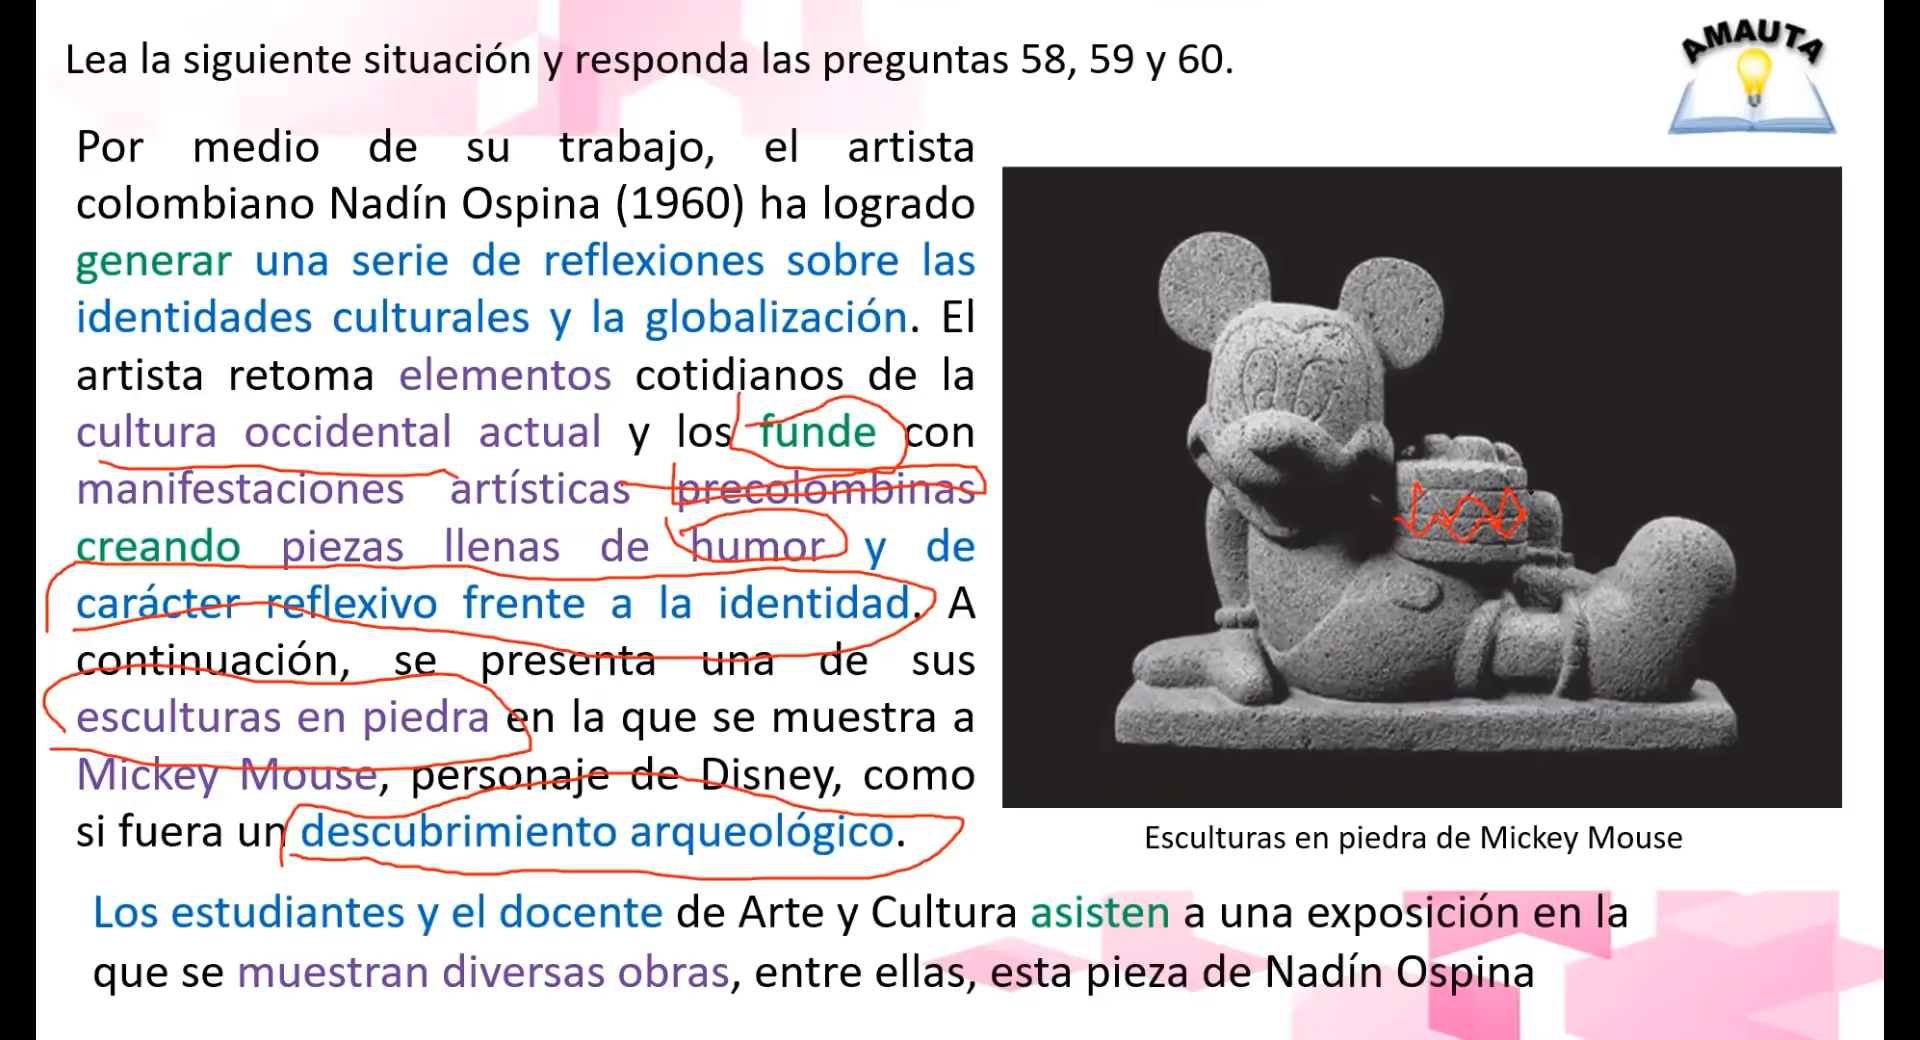 AMAUTA
Lea la siguiente situación y responda las preguntas 58, 59 y 60.
Por medio de su trabajo, el artista
colombiano Nadín Ospina (1960) ha logrado
generar una serie de reflexiones sobre las
identidades culturales y la globalización. El
artista retoma elementos cotidianos de la
cultura occidental actual y los funde con
manifestaciones artísticas precolombinas
creando piezas llenas de humor y de
carácter reflexivo frente a la identidad. A
continuación, se presenta una de sus
esculturas en piedra en la que se muestra a
Mickey Mouse, personaje de Disney, como
si fuera un descubrimiento arqueológico.
Esculturas en piedra de Mickey Mouse
Los estudiantes y el docente de Arte y Cultura asisten a una exposición en la
que se muestran diversas obras, entre ellas, esta pieza de Nadín Ospina